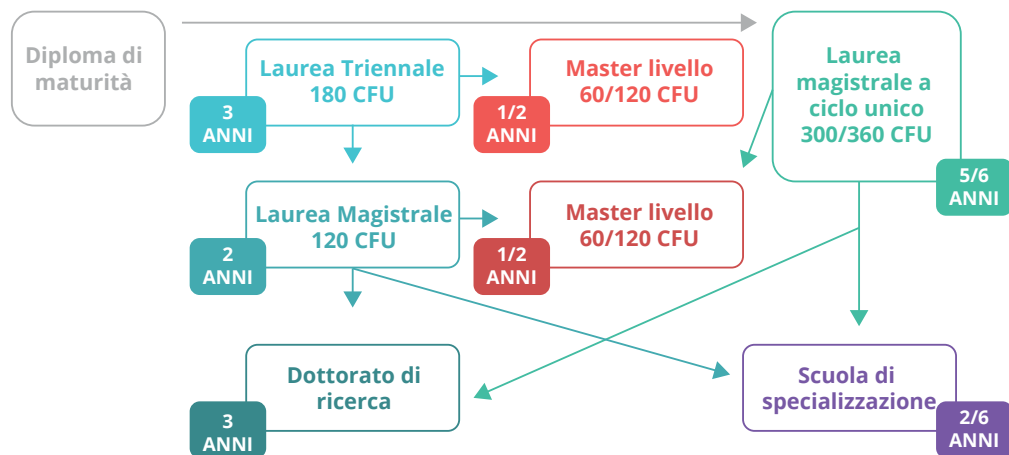 Diploma di
maturità
Laurea Triennale
180 CFU
3
ANNI
Master livello
60/120 CFU
1/2
ANNI
Laurea
magistrale a
ciclo unico
300/360 CFU
5/6
ANNI
Laurea Magistrale
120 CFU
2
ANNI
Master livello
60/120 CFU
1/2
ANNI
Dottorato di
ricerca
3
ANNI
Scuola di
specializzazione
2/6
ANNI